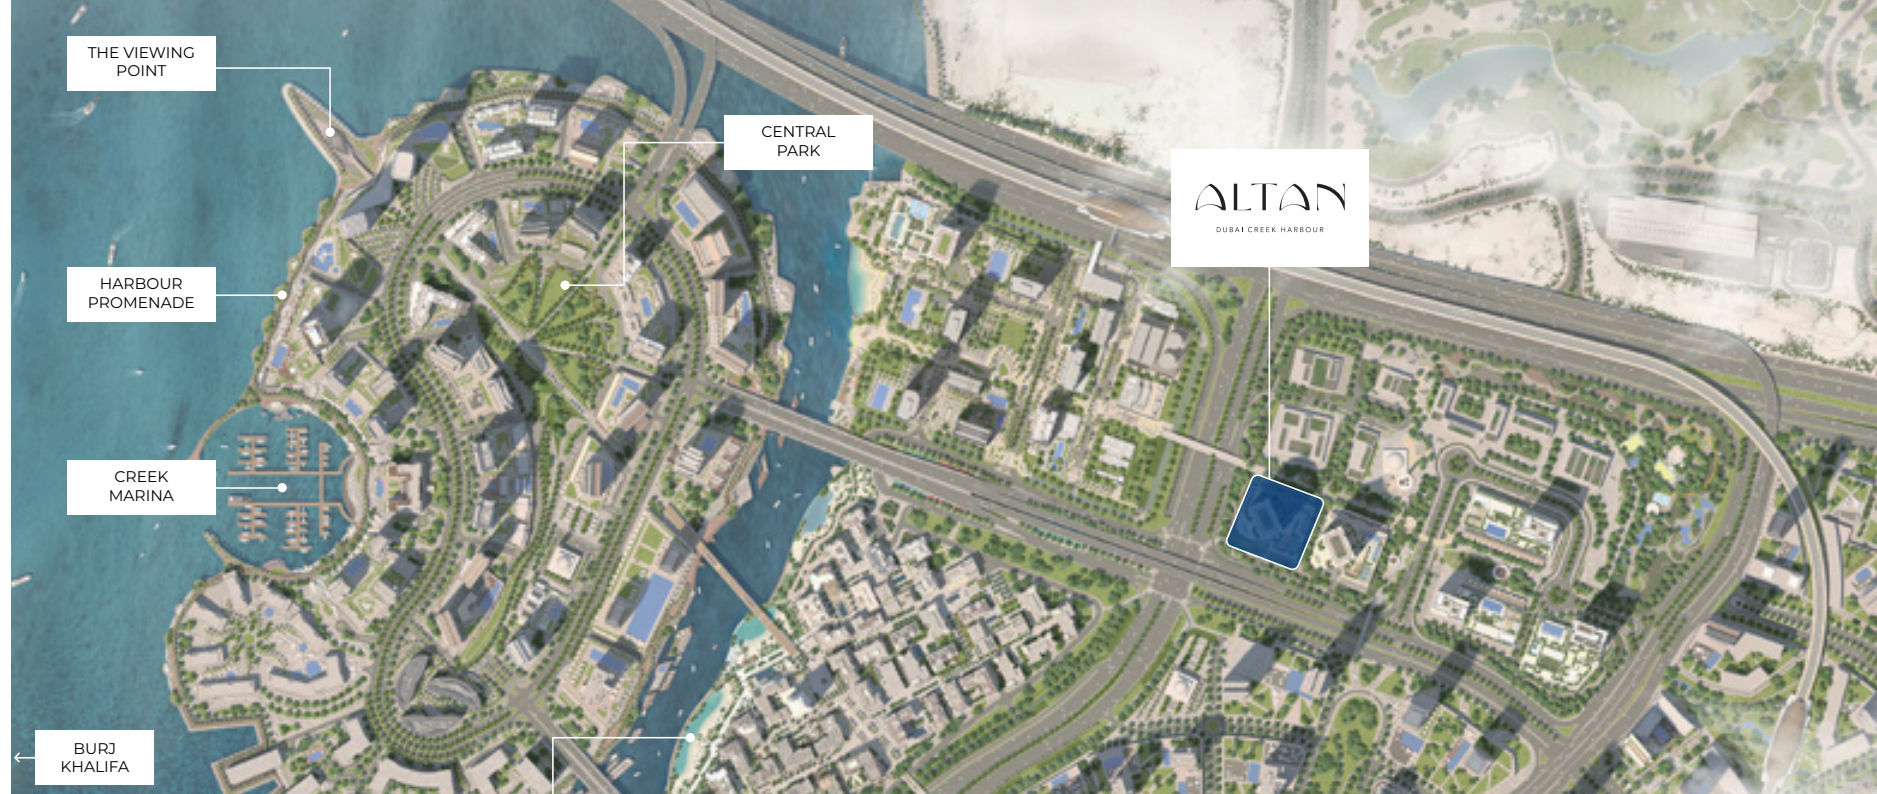 THE VIEWING
POINT
CENTRAL
PARK
ALTAN
DUBAI CREEK HARBOUR
HARBOUR
PROMENADE
CREEK
MARINA
BURJ
KHALIFA